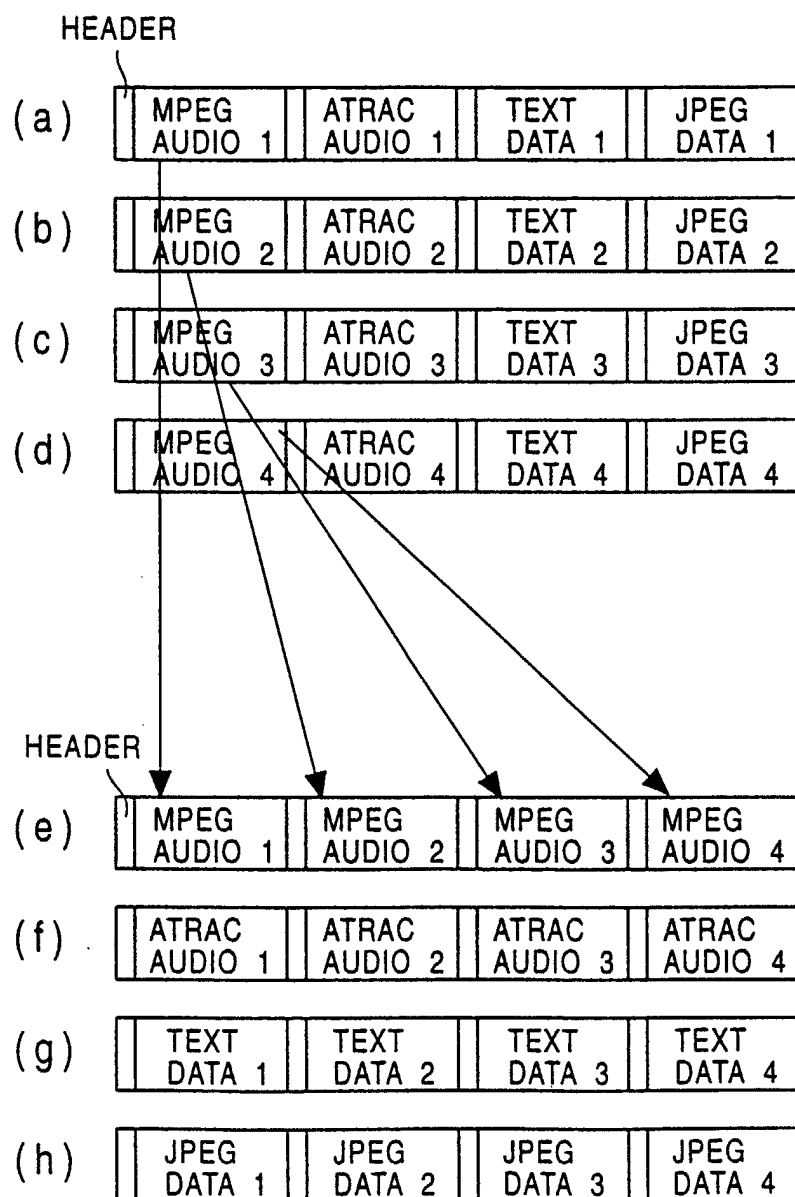 HEADER
(a) MPEG ATRAC TEXT JPEG
AUDIO 1 AUDIO 1 DATA 1 DATA 1
(b) MPEG ATRAC TEXT JPEG
AUDIO 2 AUDIO 2 DATA 2 DATA 2
(c) MPEG ATRAC TEXT JPEG
AUDIO 3 AUDIO 3 DATA 3 DATA 3
(d) MPEG ATRAC TEXT JPEG
AUDIO 4 AUDIO 4 DATA 4 DATA 4
HEADER
(e) MPEG MPEG MPEG MPEG
AUDIO 1 AUDIO 2 AUDIO 3 AUDIO 4
(f) ATRAC ATRAC ATRAC ATRAC
AUDIO 1 AUDIO 2 AUDIO 3 AUDIO 4
(g) TEXT TEXT TEXT TEXT
DATA 1 DATA 2 DATA 3 DATA 4
(h) JPEG JPEG JPEG JPEG
DATA 1 DATA 2 DATA 3 DATA 4